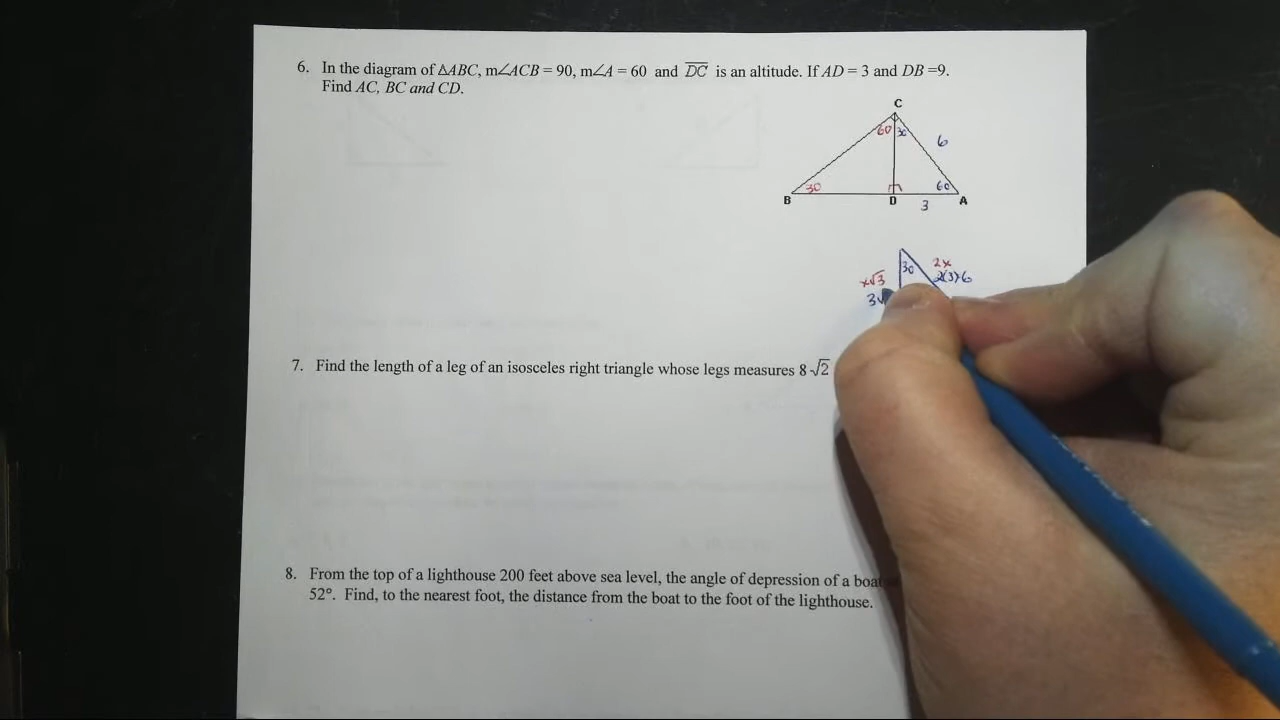 6. In the diagram of △ABC, m∠ACB = 90, m∠A = 60 and DC is an altitude. If AD = 3 and DB =9.
Find AC, BC and CD.
C
60 30 6
30 60
B D 3 A
30 2x
x√3 2(3)=6
3√
7. Find the length of a leg of an isosceles right triangle whose legs measures 8√2
8. From the top of a lighthouse 200 feet above sea level, the angle of depression of a boat
52°. Find, to the nearest foot, the distance from the boat to the foot of the lighthouse.